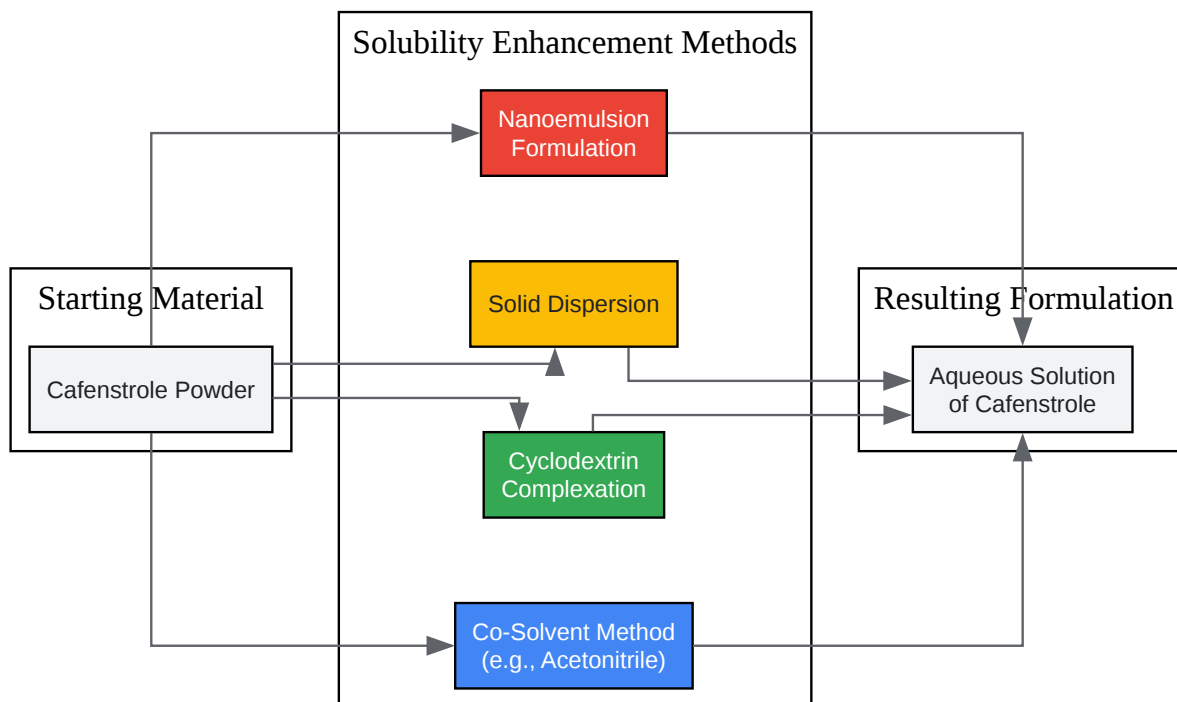 Solubility Enhancement Methods
Nanoemulsion
Formulation
Starting Material
Cafenstrole Powder
Solid Dispersion
Cyclodextrin
Complexation
Co-Solvent Method
(e.g., Acetonitrile)
Resulting Formulation
Aqueous Solution
of Cafenstrole